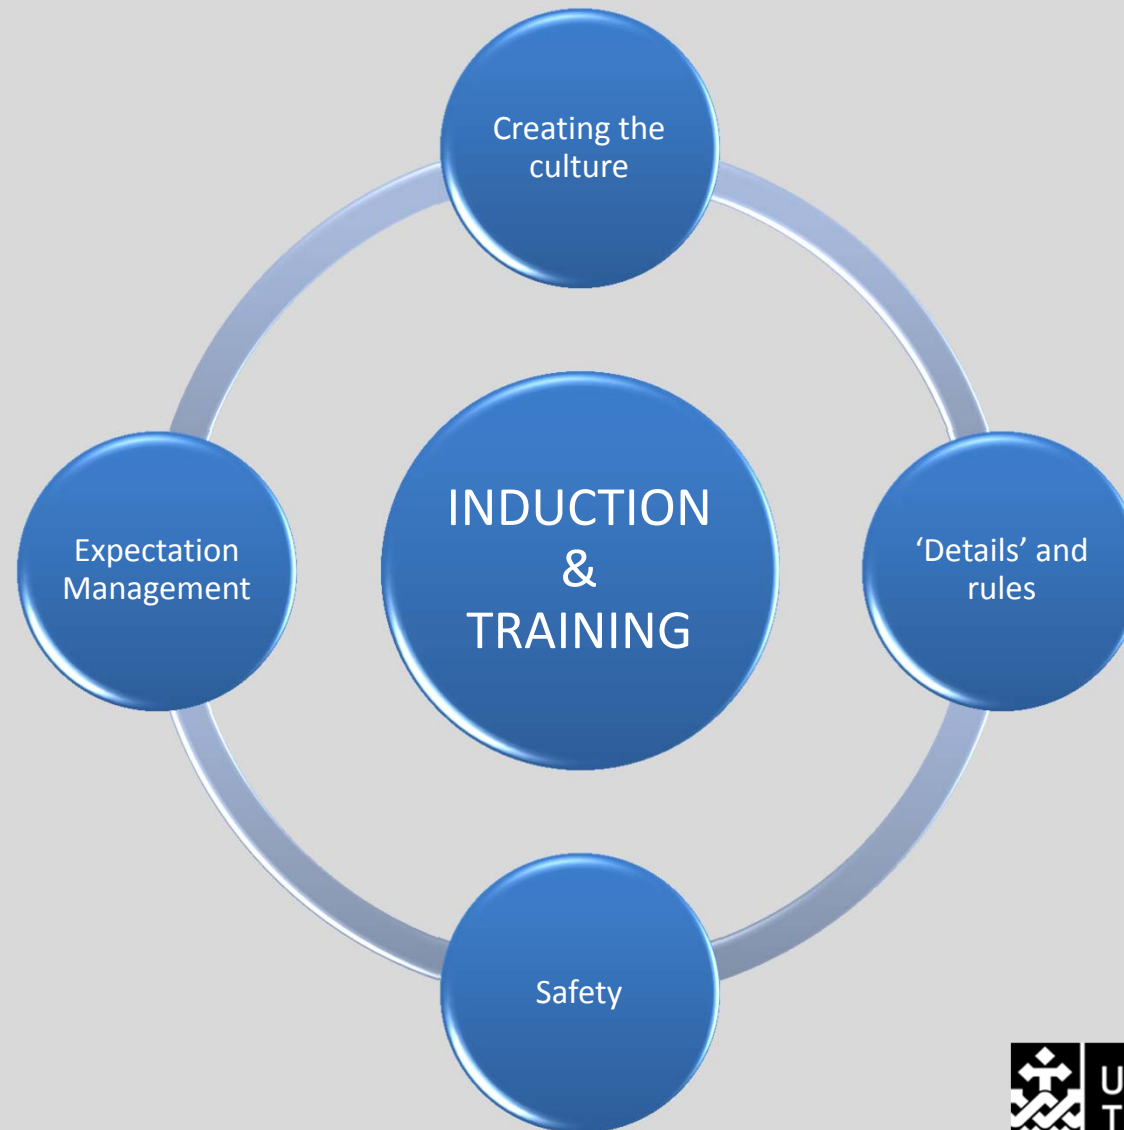 Creating the
culture
INDUCTION
&
TRAINING
Expectation
Management
‘Details’ and
rules
Safety
U
T